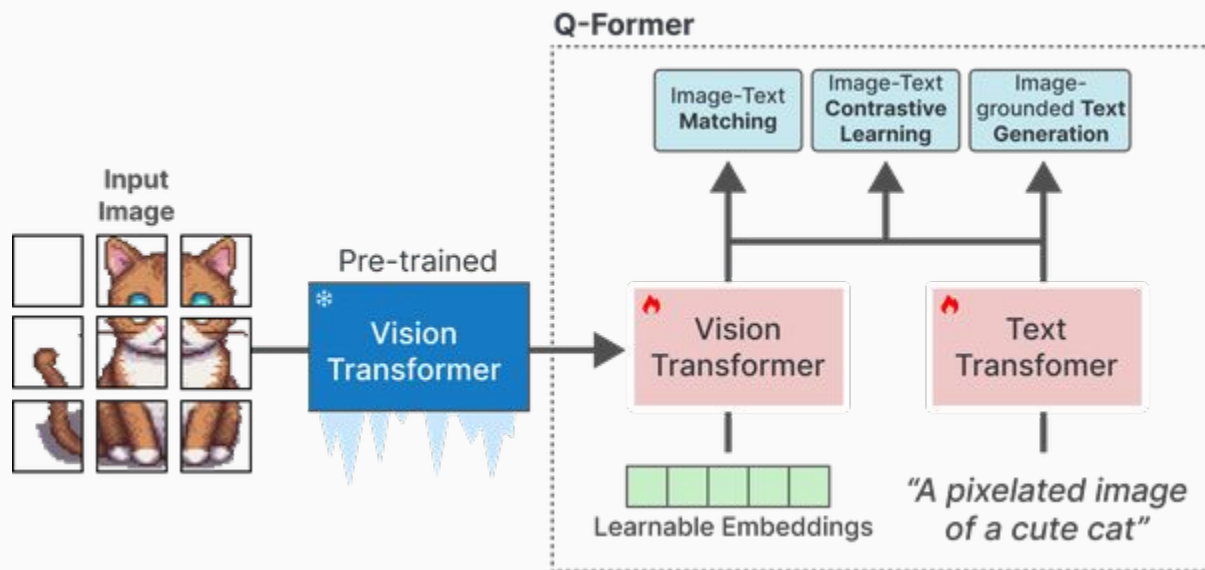 Q-Former
Image-Text
Matching
Image-Text
Contrastive
Learning
Image-
grounded Text
Generation
Input
Image
Pre-trained
Vision
Transformer
Vision
Transformer
Text
Transfomer
Learnable Embeddings
“A pixelated image
of a cute cat”